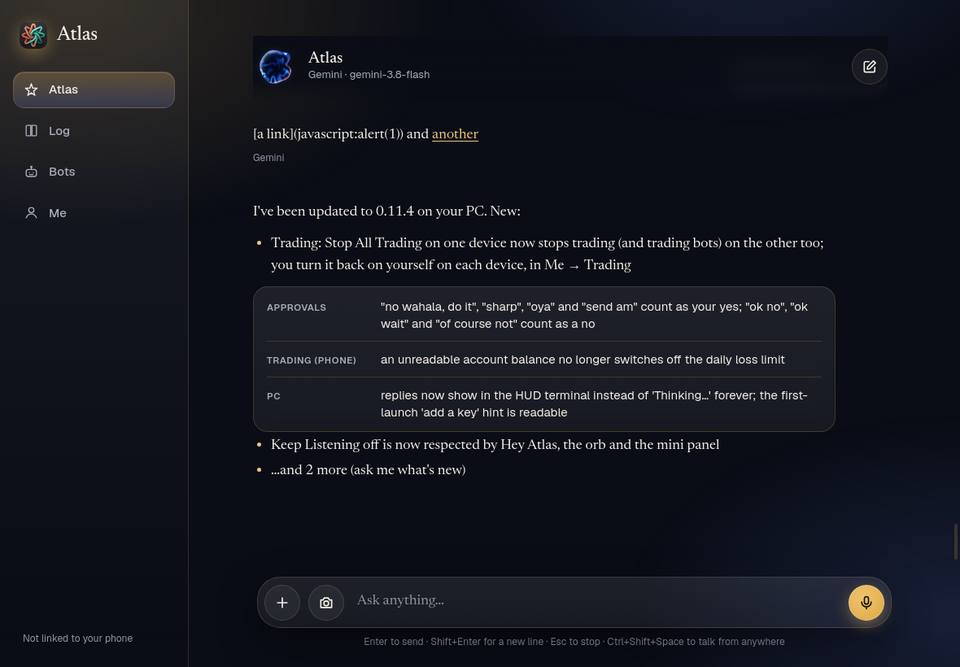 Atlas
Atlas
Log
Bots
Me
Not linked to your phone
Atlas
Gemini · gemini-3.8-flash
[a link](javascript:alert(1)) and another
Gemini
I've been updated to 0.11.4 on your PC. New:
• Trading: Stop All Trading on one device now stops trading (and trading bots) on the other too;
you turn it back on yourself on each device, in Me → Trading
APPROVALS "no wahala, do it", "sharp", "oya" and "send am" count as your yes; "ok no", "ok
wait" and "of course not" count as a no
TRADING (PHONE) an unreadable account balance no longer switches off the daily loss limit
PC replies now show in the HUD terminal instead of 'Thinking…' forever; the first-
launch 'add a key' hint is readable
• Keep Listening off is now respected by Hey Atlas, the orb and the mini panel
• …and 2 more (ask me what's new)
Ask anything…
Enter to send · Shift+Enter for a new line · Esc to stop · Ctrl+Shift+Space to talk from anywhere